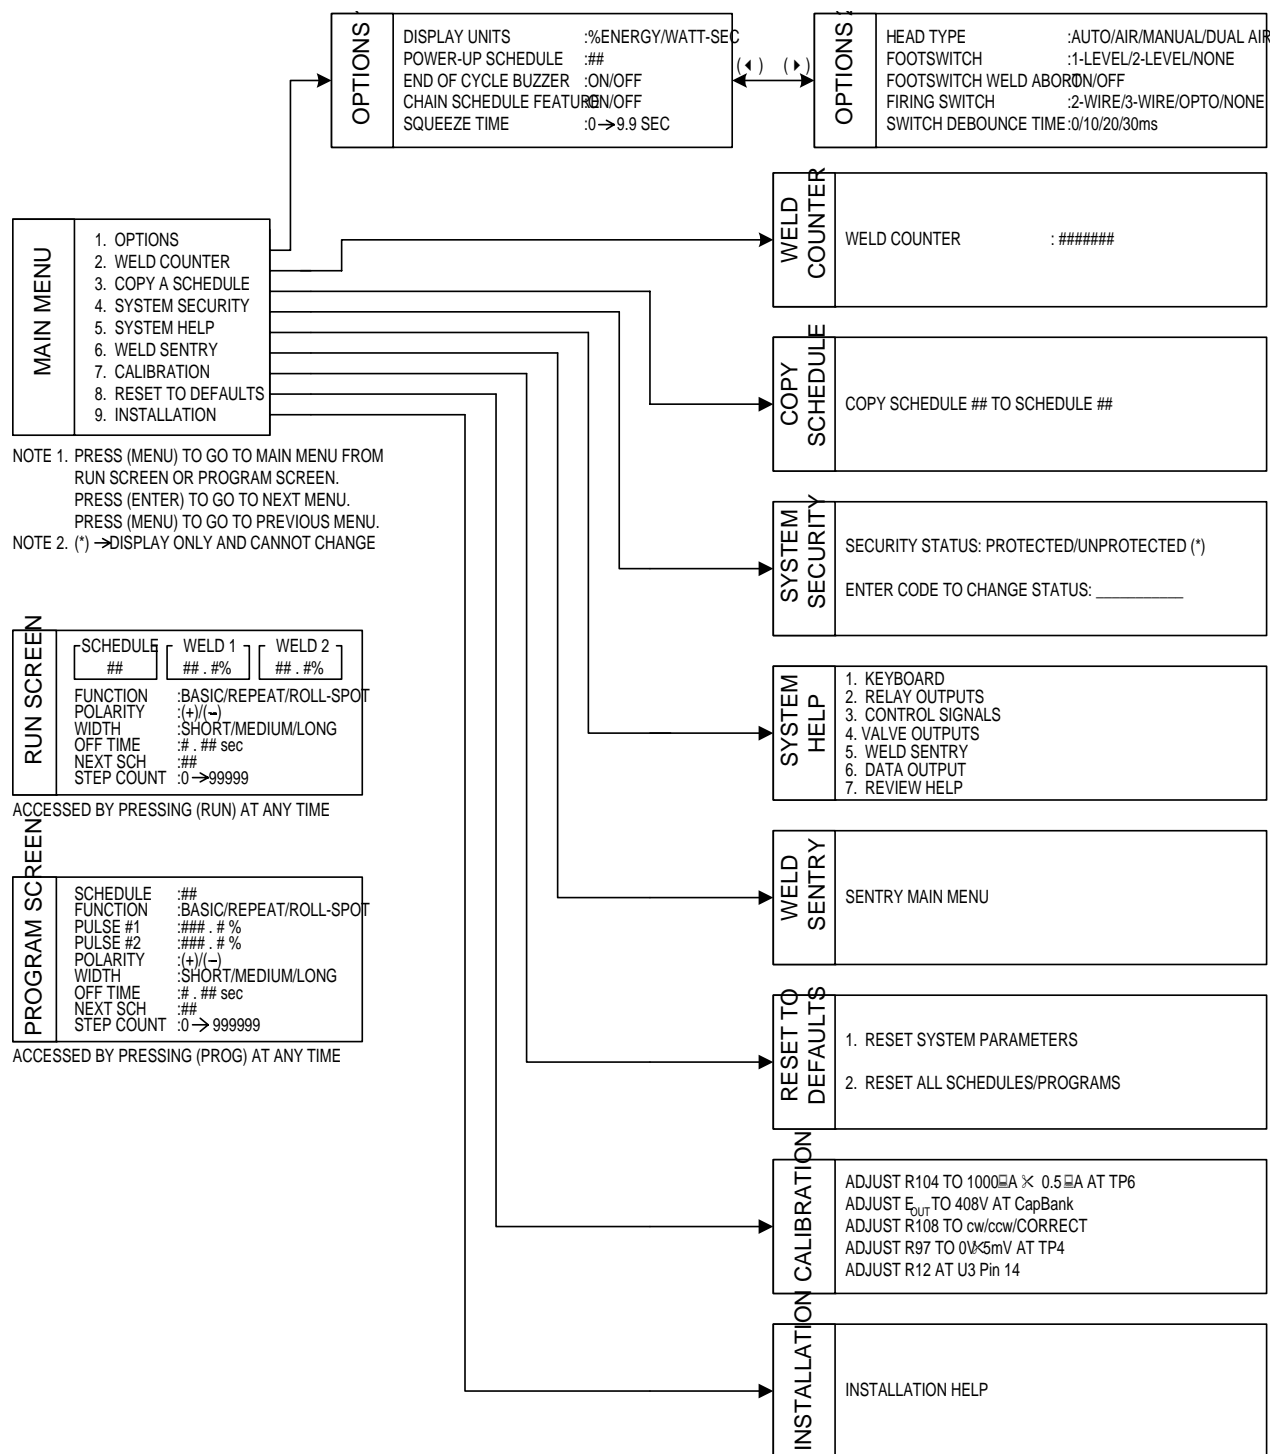 OPTIONS
DISPLAY UNITS :%ENERGY/WATT-SEC
POWER-UP SCHEDULE :##
END OF CYCLE BUZZER :ON/OFF
CHAIN SCHEDULE FEATURE :ON/OFF
SQUEEZE TIME :0→9.9 SEC
(◂) (▸)
OPTIONS
HEAD TYPE :AUTO/AIR/MANUAL/DUAL AIR
FOOTSWITCH :1-LEVEL/2-LEVEL/NONE
FOOTSWITCH WELD ABORT :ON/OFF
FIRING SWITCH :2-WIRE/3-WIRE/OPTO/NONE
SWITCH DEBOUNCE TIME :0/10/20/30ms
MAIN MENU
1. OPTIONS
2. WELD COUNTER
3. COPY A SCHEDULE
4. SYSTEM SECURITY
5. SYSTEM HELP
6. WELD SENTRY
7. CALIBRATION
8. RESET TO DEFAULTS
9. INSTALLATION
NOTE 1. PRESS (MENU) TO GO TO MAIN MENU FROM
RUN SCREEN OR PROGRAM SCREEN.
PRESS (ENTER) TO GO TO NEXT MENU.
PRESS (MENU) TO GO TO PREVIOUS MENU.
NOTE 2. (*) →DISPLAY ONLY AND CANNOT CHANGE
RUN SCREEN
SCHEDULE WELD 1 WELD 2
## ## . #% ## . #%
FUNCTION :BASIC/REPEAT/ROLL-SPOT
POLARITY :(+)/(−)
WIDTH :SHORT/MEDIUM/LONG
OFF TIME :# . ## sec
NEXT SCH :##
STEP COUNT :0→99999
ACCESSED BY PRESSING (RUN) AT ANY TIME
PROGRAM SCREEN
SCHEDULE :##
FUNCTION :BASIC/REPEAT/ROLL-SPOT
PULSE #1 :### . # %
PULSE #2 :### . # %
POLARITY :(+)/(−)
WIDTH :SHORT/MEDIUM/LONG
OFF TIME :# . ## sec
NEXT SCH :##
STEP COUNT :0→ 999999
ACCESSED BY PRESSING (PROG) AT ANY TIME
WELD
COUNTER
WELD COUNTER : #######
COPY
SCHEDULE
COPY SCHEDULE ## TO SCHEDULE ##
SYSTEM
SECURITY
SECURITY STATUS: PROTECTED/UNPROTECTED (*)
ENTER CODE TO CHANGE STATUS: ___________
SYSTEM
HELP
1. KEYBOARD
2. RELAY OUTPUTS
3. CONTROL SIGNALS
4. VALVE OUTPUTS
5. WELD SENTRY
6. DATA OUTPUT
7. REVIEW HELP
WELD
SENTRY
SENTRY MAIN MENU
RESET TO
DEFAULTS
1. RESET SYSTEM PARAMETERS
2. RESET ALL SCHEDULES/PROGRAMS
CALIBRATION
ADJUST R104 TO 1000 A 0.5 A AT TP6
ADJUST EOUT TO 408V AT CapBank
ADJUST R108 TO cw/ccw/CORRECT
ADJUST R97 TO 0V 5mV AT TP4
ADJUST R12 AT U3 Pin 14
INSTALLATION
INSTALLATION HELP